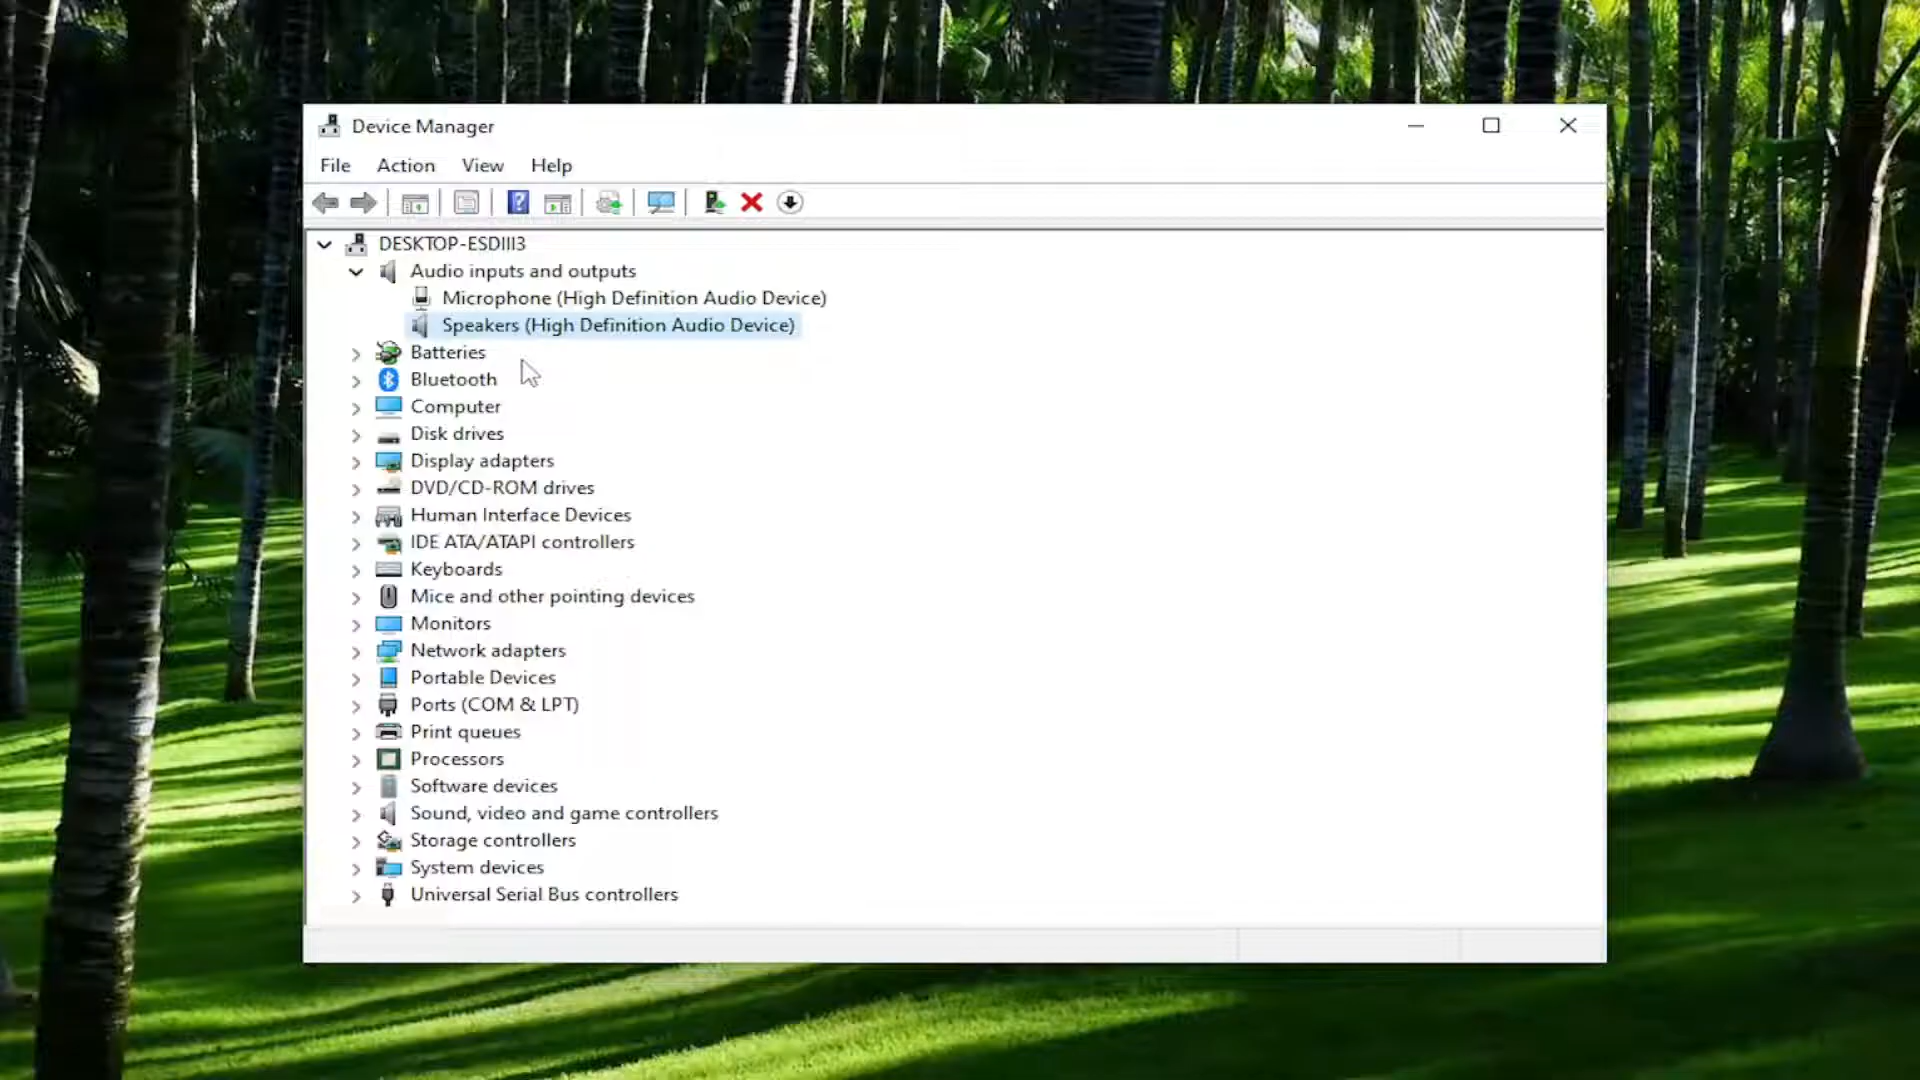 Device Manager
File Action View Help
DESKTOP-ESDIII3
Audio inputs and outputs
Microphone (High Definition Audio Device)
Speakers (High Definition Audio Device)
Batteries
Bluetooth
Computer
Disk drives
Display adapters
DVD/CD-ROM drives
Human Interface Devices
IDE ATA/ATAPI controllers
Keyboards
Mice and other pointing devices
Monitors
Network adapters
Portable Devices
Ports (COM & LPT)
Print queues
Processors
Software devices
Sound, video and game controllers
Storage controllers
System devices
Universal Serial Bus controllers